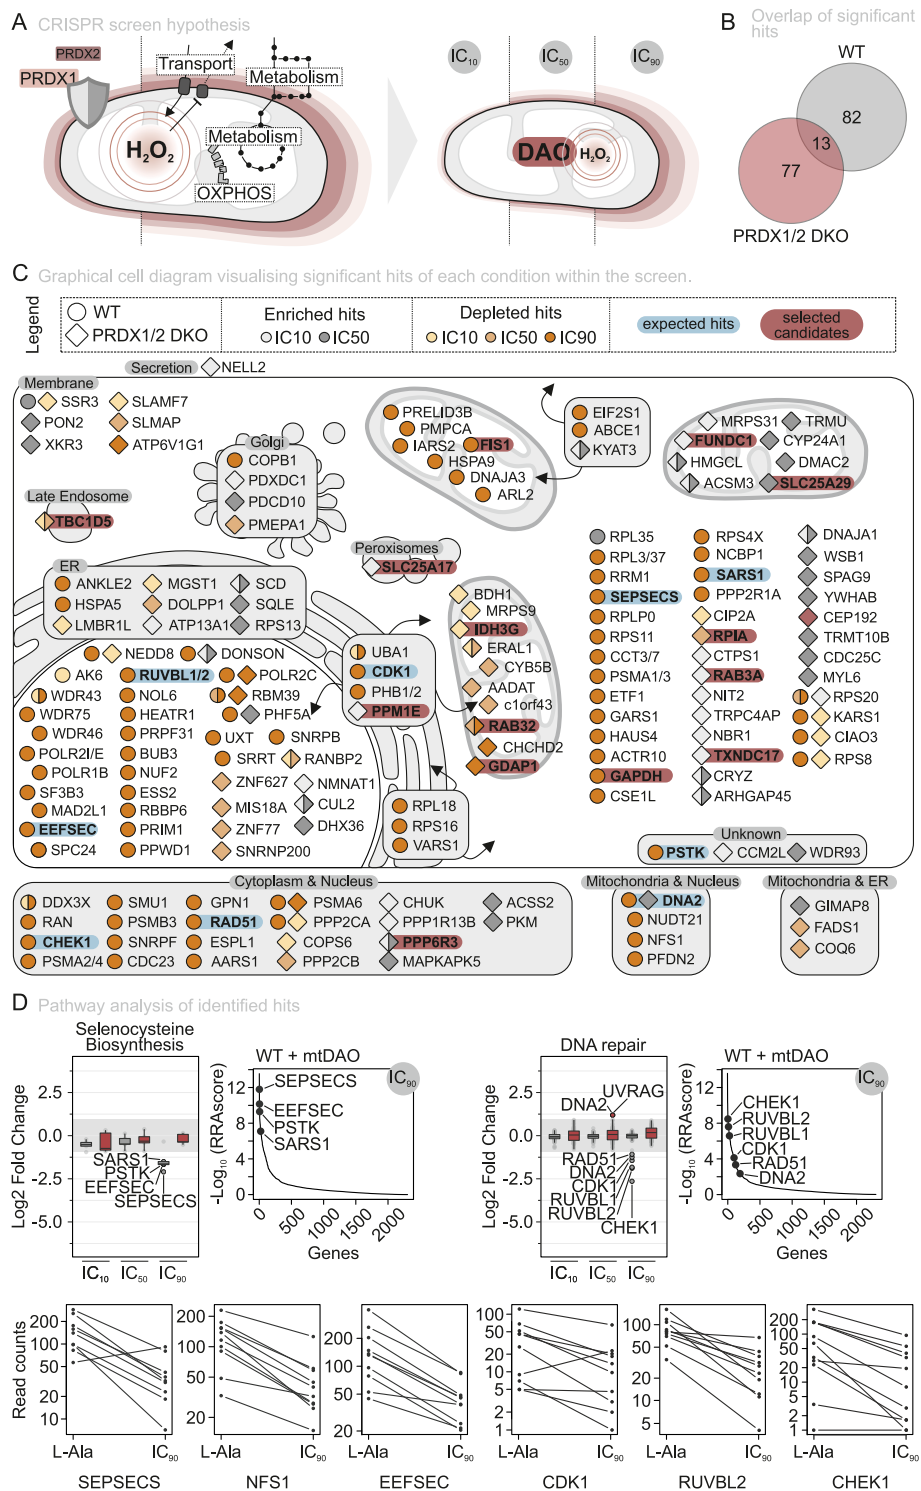 A CRISPR screen hypothesis
PRDX2
PRDX1
Transport
Metabolism
Metabolism
H2O2
OXPHOS
IC10
IC50
IC90
DAO
H2O2
B Overlap of significant hits
WT
82
13
77
PRDX1/2 DKO
C Graphical cell diagram visualising significant hits of each condition within the screen.
Legend
WT
PRDX1/2 DKO
Enriched hits
IC10 IC50
Depleted hits
IC10 IC50 IC90
expected hits
selected candidates
Secretion NELL2
Membrane
SSR3 SLAMF7
PON2 SLMAP
XKR3 ATP6V1G1
Golgi
COPB1
PDXDC1
PDCD10
PMEPA1
Late Endosome
TBC1D5
PRELID3B
PMPCA
IARS2 FIS1
HSPA9
DNAJA3
ARL2
EIF2S1
ABCE1
KYAT3
MRPS31 TRMU
FUNDC1 CYP24A1
HMGCL DMAC2
ACSM3 SLC25A29
Peroxisomes
SLC25A17
ER
ANKLE2 MGST1 SCD
HSPA5 DOLPP1 SQLE
LMBR1L ATP13A1 RPS13
NEDD8 DONSON
AK6 RUVBL1/2 POLR2C
WDR43 NOL6 RBM39
WDR75 HEATR1 PHF5A
WDR46 PRPF31 UXT SNRPB
POLR2I/E BUB3 SRRT RANBP2
POLR1B NUF2 ZNF627 NMNAT1
SF3B3 ESS2 MIS18A CUL2
MAD2L1 RBBP6 ZNF77 DHX36
EEFSEC PRIM1 SNRNP200
SPC24 PPWD1
UBA1
CDK1
PHB1/2
PPM1E
RPL18
RPS16
VARS1
BDH1
MRPS9
IDH3G
ERAL1
CYB5B
AADAT
c1orf43
RAB32
CHCHD2
GDAP1
RPL35 RPS4X DNAJA1
RPL3/37 NCBP1 WSB1
RRM1 SARS1 SPAG9
SEPSECS PPP2R1A YWHAB
RPLP0 CIP2A CEP192
RPS11 RPIA TRMT10B
CCT3/7 CTPS1 CDC25C
PSMA1/3 RAB3A MYL6
ETF1 NIT2 RPS20
GARS1 TRPC4AP KARS1
HAUS4 NBR1 CIAO3
ACTR10 TXNDC17 RPS8
GAPDH CRYZ
CSE1L ARHGAP45
Unknown
PSTK CCM2L WDR93
Cytoplasm & Nucleus
DDX3X SMU1 GPN1 PSMA6 CHUK ACSS2
RAN PSMB3 RAD51 PPP2CA PPP1R13B PKM
CHEK1 SNRPF ESPL1 COPS6 PPP6R3
PSMA2/4 CDC23 AARS1 PPP2CB MAPKAPK5
Mitochondria & Nucleus
DNA2
NUDT21
NFS1
PFDN2
Mitochondria & ER
GIMAP8
FADS1
COQ6
D Pathway analysis of identified hits
Selenocysteine Biosynthesis
Log2 Fold Change
5.0
2.5
0.0
-2.5
-5.0
SARS1
PSTK
EEFSEC
SEPSECS
IC10 IC50 IC90
WT + mtDAO
IC90
-Log10 (RRAscore)
12
8
4
0
SEPSECS
EEFSEC
PSTK
SARS1
0 500 1000 1500 2000
Genes
DNA repair
Log2 Fold Change
5.0
2.5
0.0
-2.5
-5.0
UVRAG
DNA2
RAD51
DNA2
CDK1
RUVBL1
RUVBL2
CHEK1
IC10 IC50 IC90
WT + mtDAO
IC90
-Log10 (RRAscore)
12
8
4
0
CHEK1
RUVBL2
RUVBL1
CDK1
RAD51
DNA2
0 500 1000 1500 2000
Genes
Read counts
200
100
50
20
10
L-Ala IC90
SEPSECS
200
100
50
20
L-Ala IC90
NFS1
200
100
50
20
L-Ala IC90
EEFSEC
100
50
20
10
5
2
1
L-Ala IC90
CDK1
100
50
20
10
5
L-Ala IC90
RUVBL2
200
100
50
20
10
5
2
1
L-Ala IC90
CHEK1